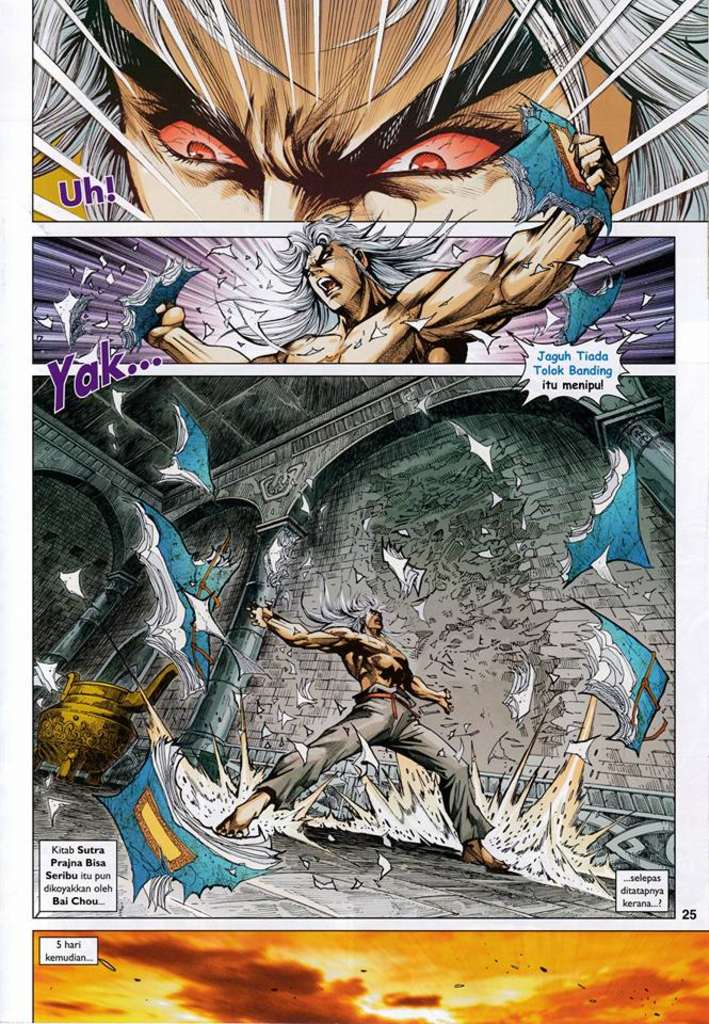 Uh!
Yak...
Jaguh Tiada
Tolok Banding
itu menipu!
Kitab Sutra
Prajna Bisa
Seribu itu pun
dikoyakkan oleh
Bai Chou...
...selepas
ditatapnya
kerana...?
25
5 hari
kemudian...